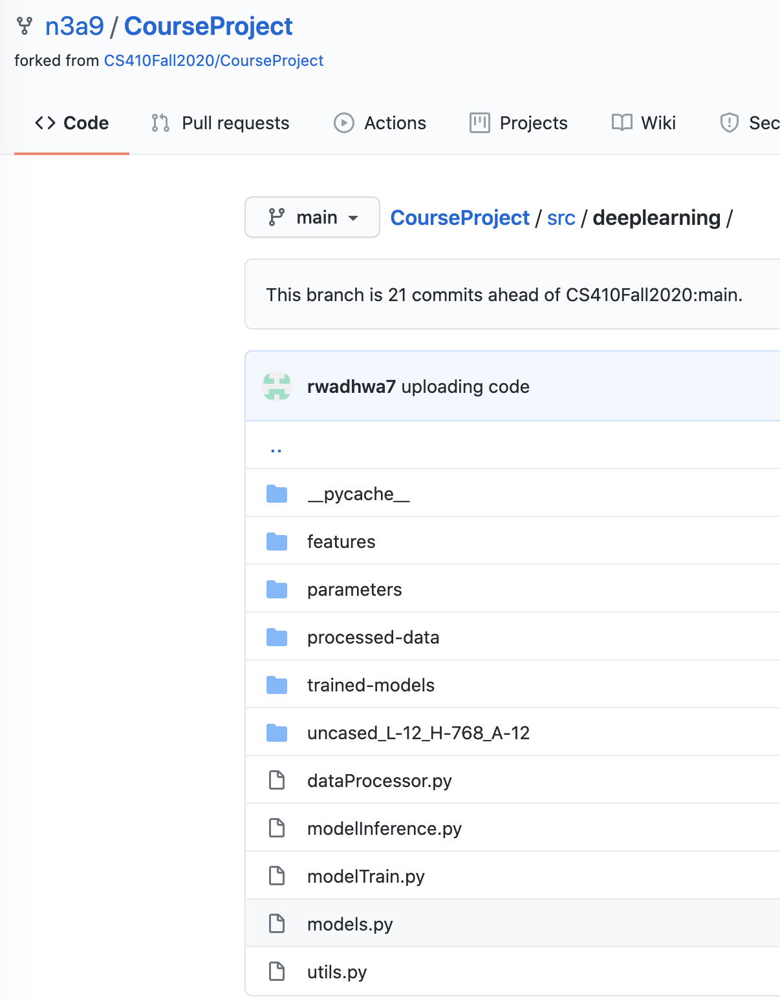 n3a9 / CourseProject
forked from CS410Fall2020/CourseProject
<> Code Pull requests Actions Projects Wiki Sec
main CourseProject / src / deeplearning /
This branch is 21 commits ahead of CS410Fall2020:main.
rwadhwa7 uploading code
..
__pycache__
features
parameters
processed-data
trained-models
uncased_L-12_H-768_A-12
dataProcessor.py
modelInference.py
modelTrain.py
models.py
utils.py